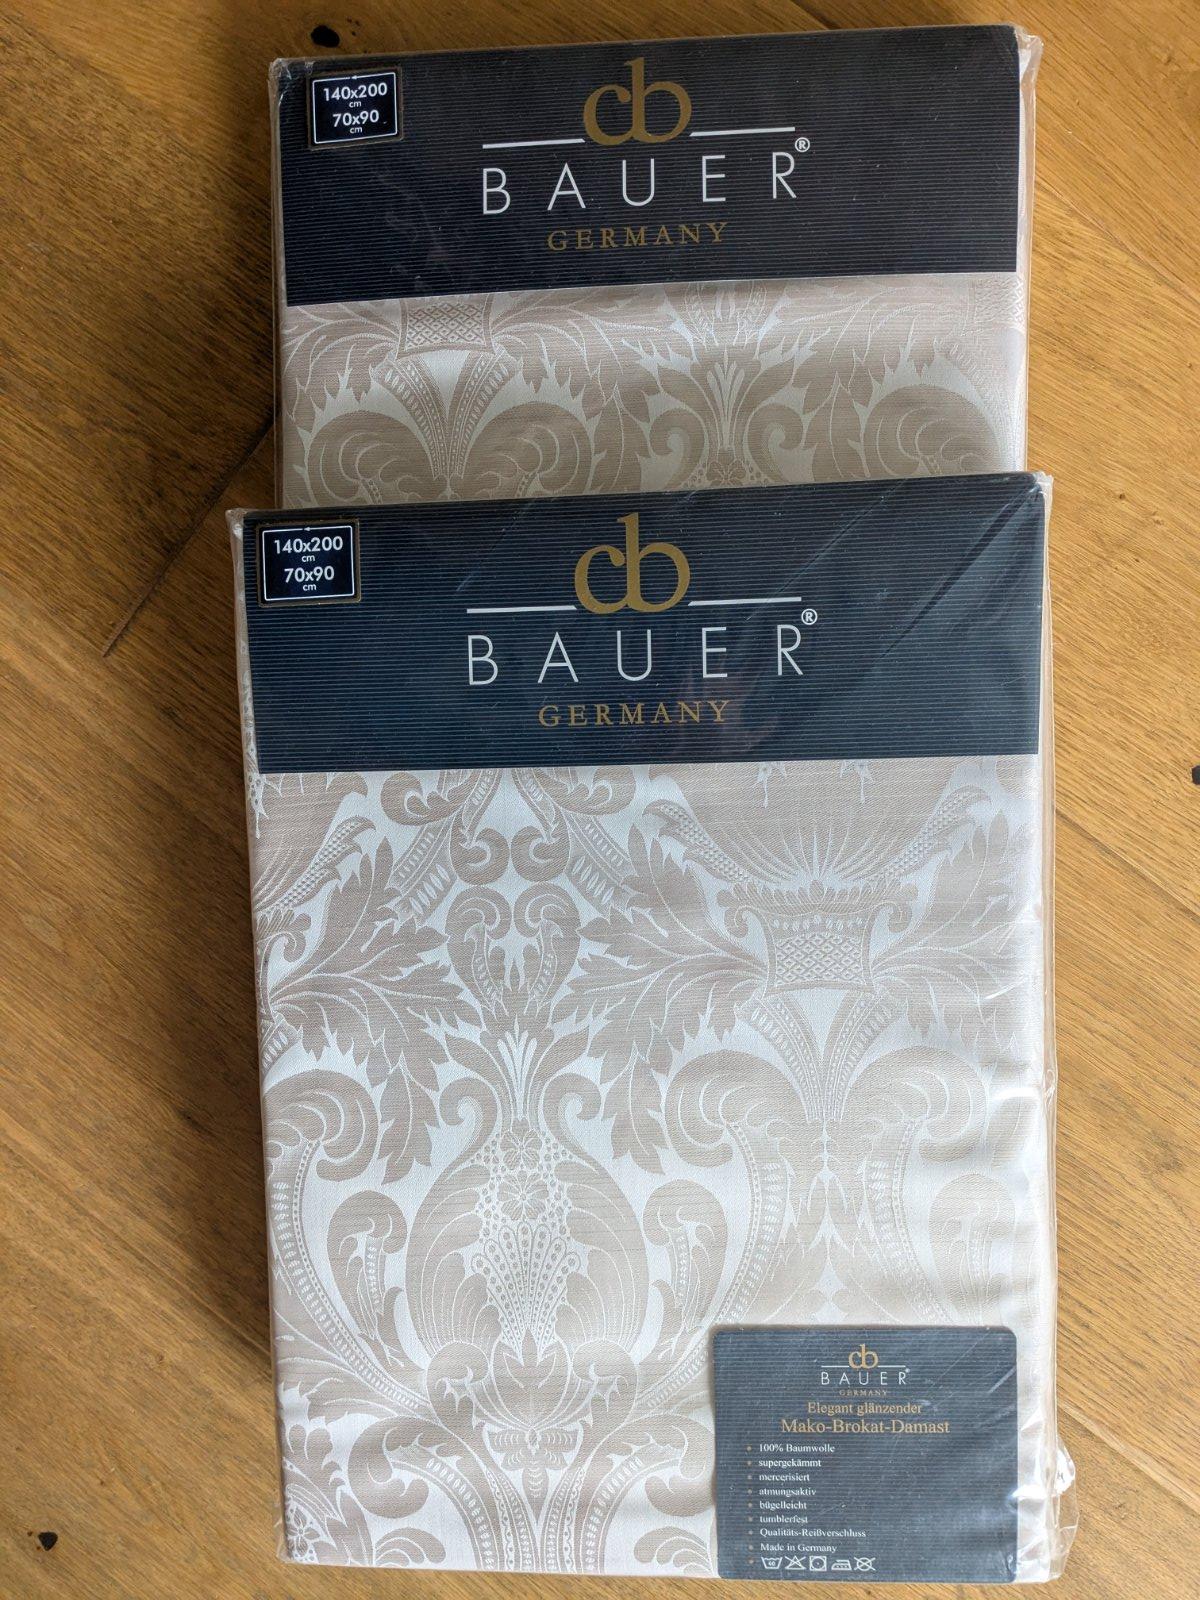 140x200
cm
70x90
cm
cb
BAUER®
GERMANY
140x200
cm
70x90
cm
cb
BAUER®
GERMANY
cb
BAUER®
GERMANY
Elegant glänzender
Mako-Brokat-Damast
• 100% Baumwolle
• supergekämmt
• mercerisiert
• atmungsaktiv
• bügelleicht
• tumblerfest
• Qualitäts-Reißverschluss
• Made in Germany
• 60